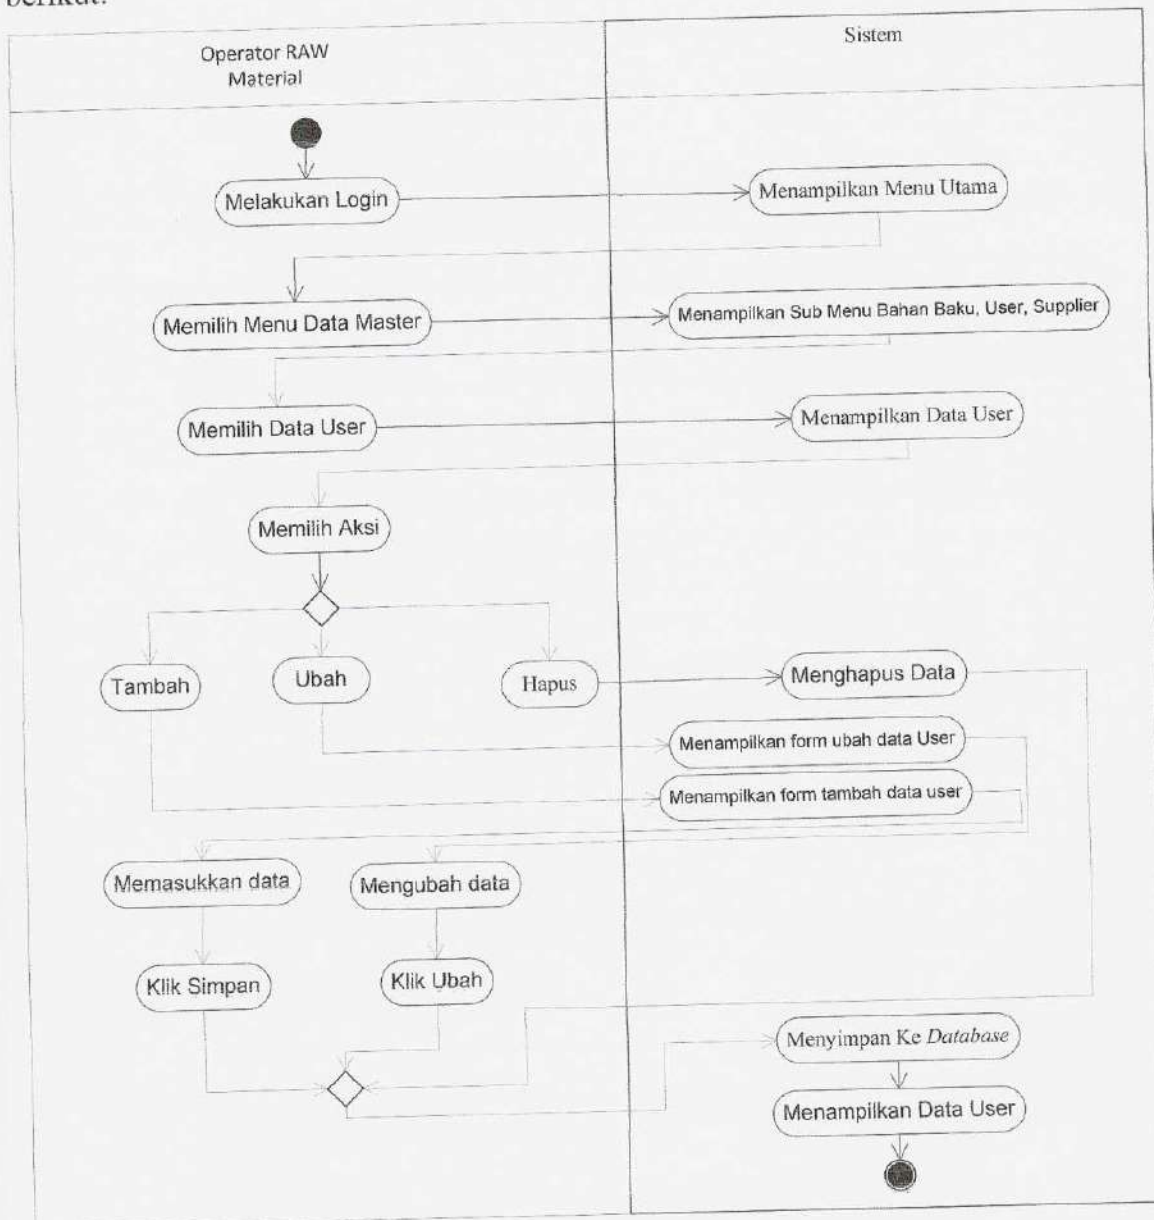 berikut:
Operator RAW
Material
Sistem
Melakukan Login
Menampilkan Menu Utama
Memilih Menu Data Master
Menampilkan Sub Menu Bahan Baku, User, Supplier
Memilih Data User
Menampilkan Data User
Memilih Aksi
Tambah
Ubah
Hapus
Menghapus Data
Menampilkan form ubah data User
Menampilkan form tambah data user
Memasukkan data
Mengubah data
Klik Simpan
Klik Ubah
Menyimpan Ke Database
Menampilkan Data User